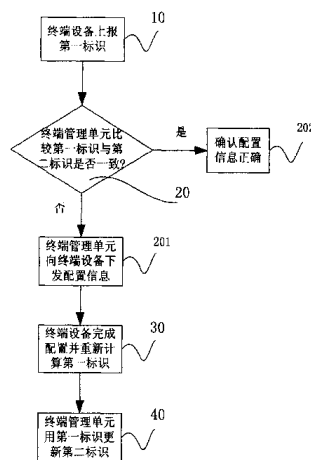 终端设备上报
第一标识
10
终端管理单元比
较第一标识与第
二标识是否一致?
20
是
确认配置
信息正确
202
否
终端管理单元
向终端设备下
发配置信息
201
终端设备完成
配置并重新计
算第一标识
30
终端管理单元
用第一标识更
新第二标识
40